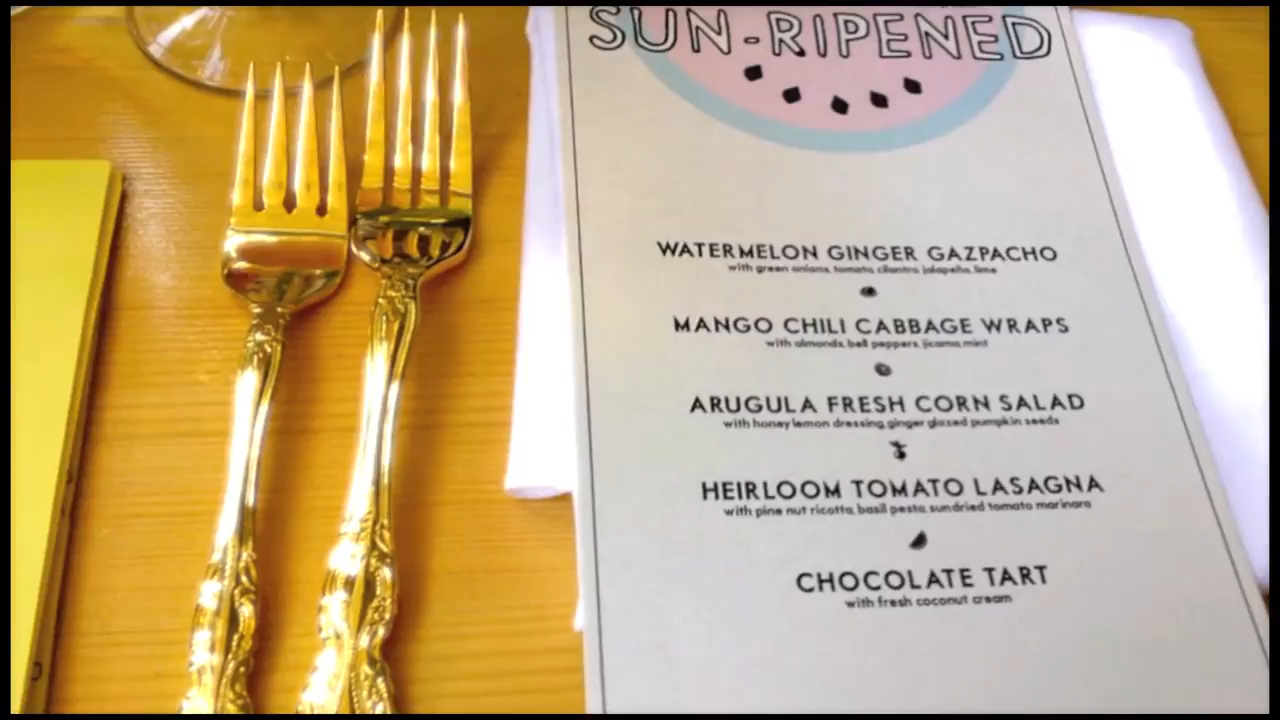 SUN-RIPENED
WATERMELON GINGER GAZPACHO
with green onions, tomato, cilantro, jalapeño, lime
MANGO CHILI CABBAGE WRAPS
with almonds, bell peppers, jicama, mint
ARUGULA FRESH CORN SALAD
with honey lemon dressing, ginger glazed pumpkin seeds
HEIRLOOM TOMATO LASAGNA
with pine nut ricotta, basil pesto, sundried tomato marinara
CHOCOLATE TART
with fresh coconut cream